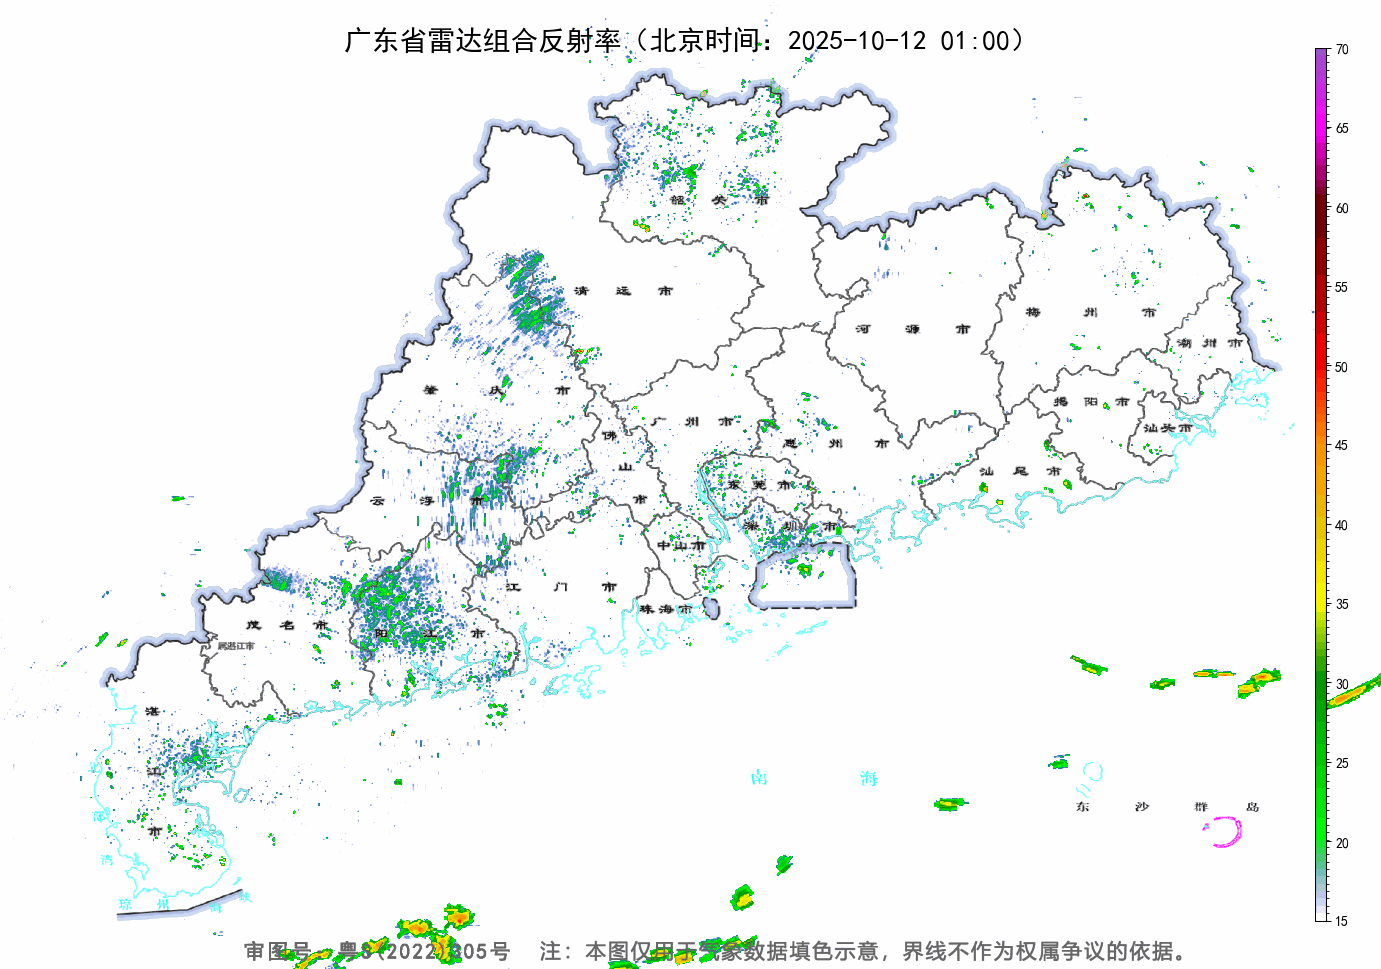 广东省雷达组合反射率（北京时间：2025-10-12 01:00）
70
65
60
55
50
45
40
35
30
25
20
15
韶 关 市
清 远 市
河 源 市
梅 州 市
潮 州 市
肇 庆 市
广 州 市
佛 山 市
惠 州 市
揭 阳 市
汕头市
汕 尾 市
东 莞 市
云 浮 市
深 圳 市
中山市
江 门 市
珠海市
茂 名 市
阳 江 市
属湛江市
湛 江 市
南 海
东 沙 群 岛
琼 州 海 峡
审图号：粤S(2022)305号 注：本图仅用于气象数据填色示意，界线不作为权属争议的依据。